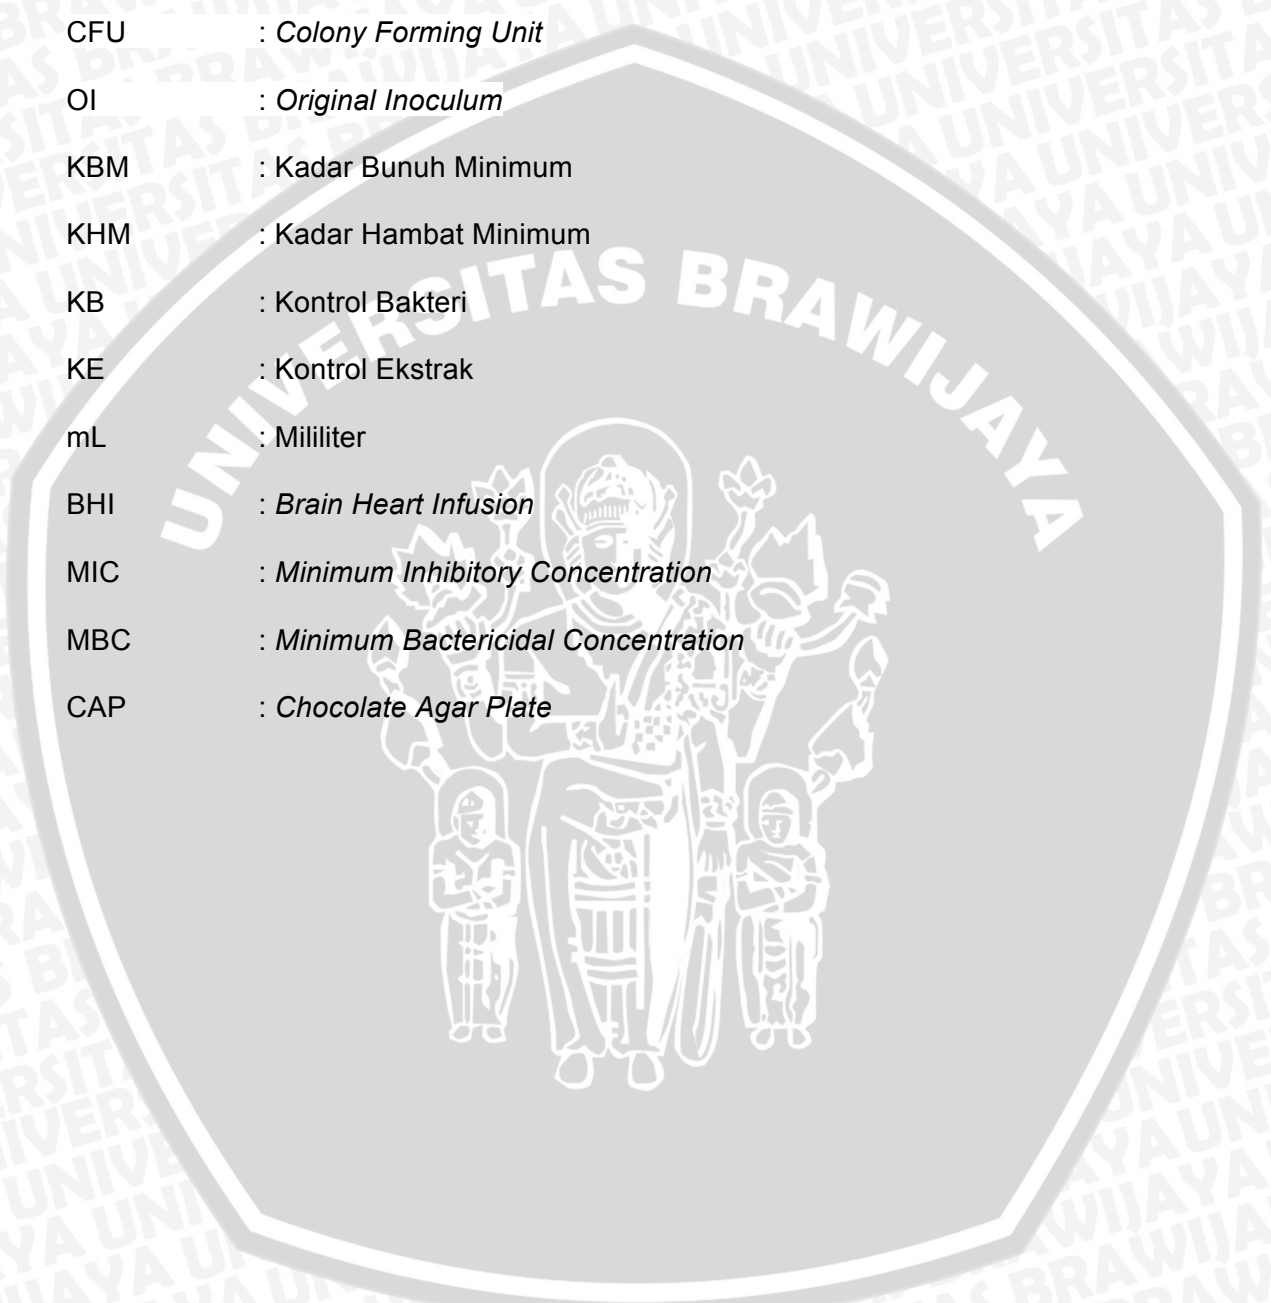 CFU : Colony Forming Unit
OI : Original Inoculum
KBM : Kadar Bunuh Minimum
KHM : Kadar Hambat Minimum
KB : Kontrol Bakteri
KE : Kontrol Ekstrak
mL : Mililiter
BHI : Brain Heart Infusion
MIC : Minimum Inhibitory Concentration
MBC : Minimum Bactericidal Concentration
CAP : Chocolate Agar Plate
UNIVERSITAS BRAWIJAYA